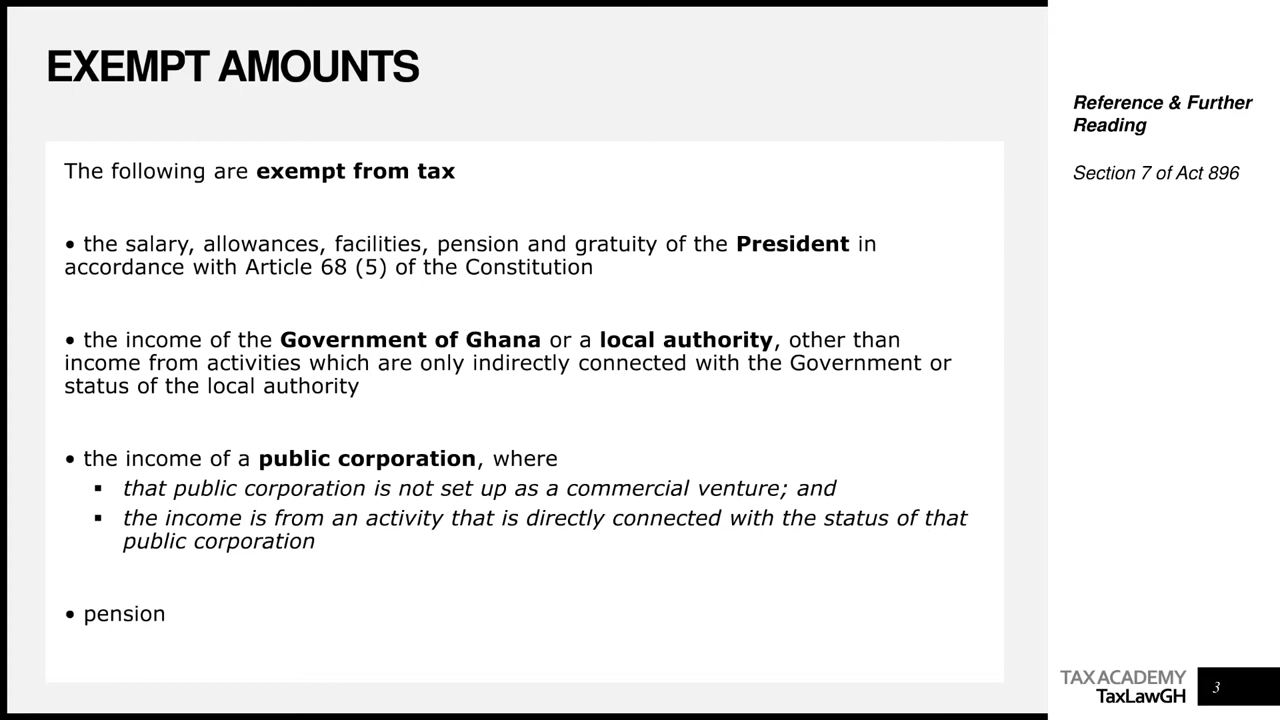 EXEMPT AMOUNTS
The following are exempt from tax
• the salary, allowances, facilities, pension and gratuity of the President in
accordance with Article 68 (5) of the Constitution
• the income of the Government of Ghana or a local authority, other than
income from activities which are only indirectly connected with the Government or
status of the local authority
• the income of a public corporation, where
▪ that public corporation is not set up as a commercial venture; and
▪ the income is from an activity that is directly connected with the status of that
public corporation
• pension
Reference & Further
Reading
Section 7 of Act 896
TAX ACADEMY
TaxLawGH
3